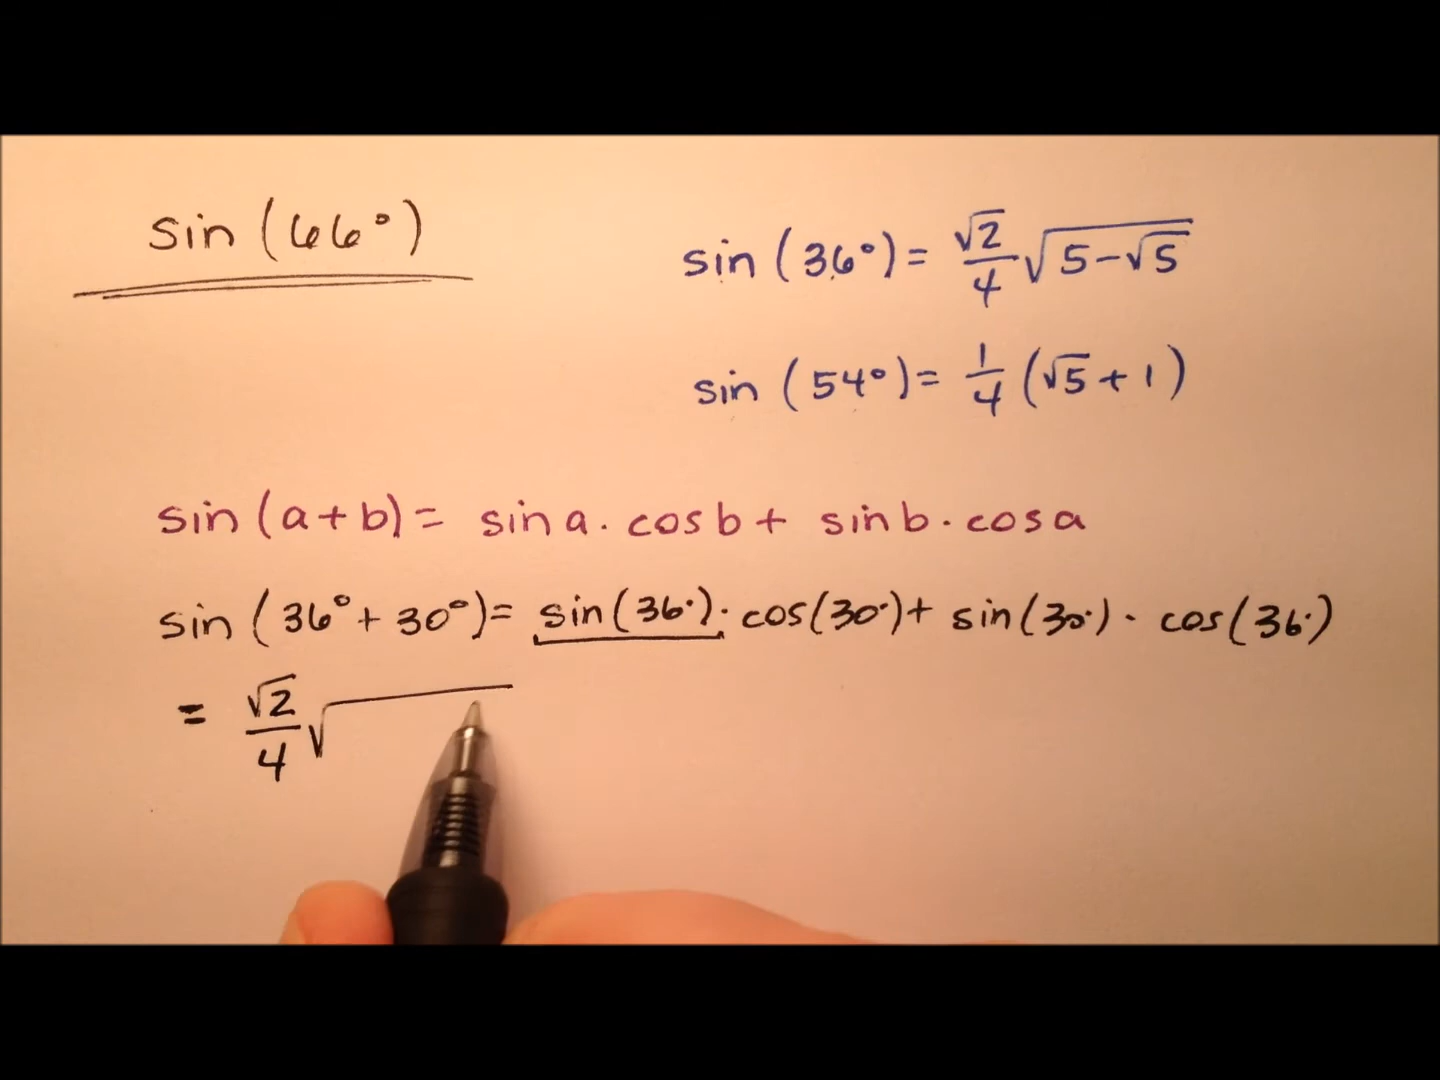 sin (66°)
sin (36°) = √2/4 √(5-√5)
sin (54°) = 1/4 (√5 + 1)
sin (a+b) = sin a · cos b + sin b · cos a
sin (36° + 30°) = sin(36°) · cos(30°) + sin(30°) · cos(36°)
= √2/4 √